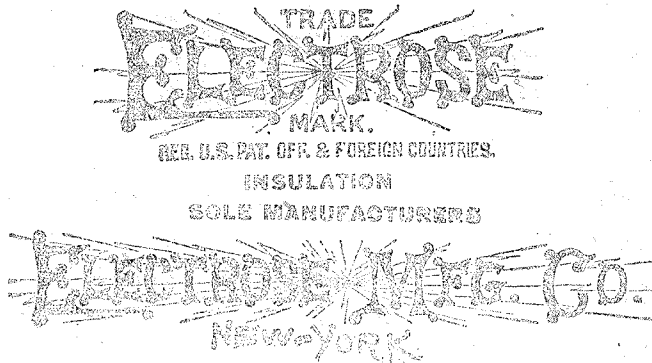 TRADE
ELECTROSE
MARK.
REG. U.S. PAT. OFF. & FOREIGN COUNTRIES.
INSULATION
SOLE MANUFACTURERS
ELECTROSE MFG. CO.
NEW-YORK